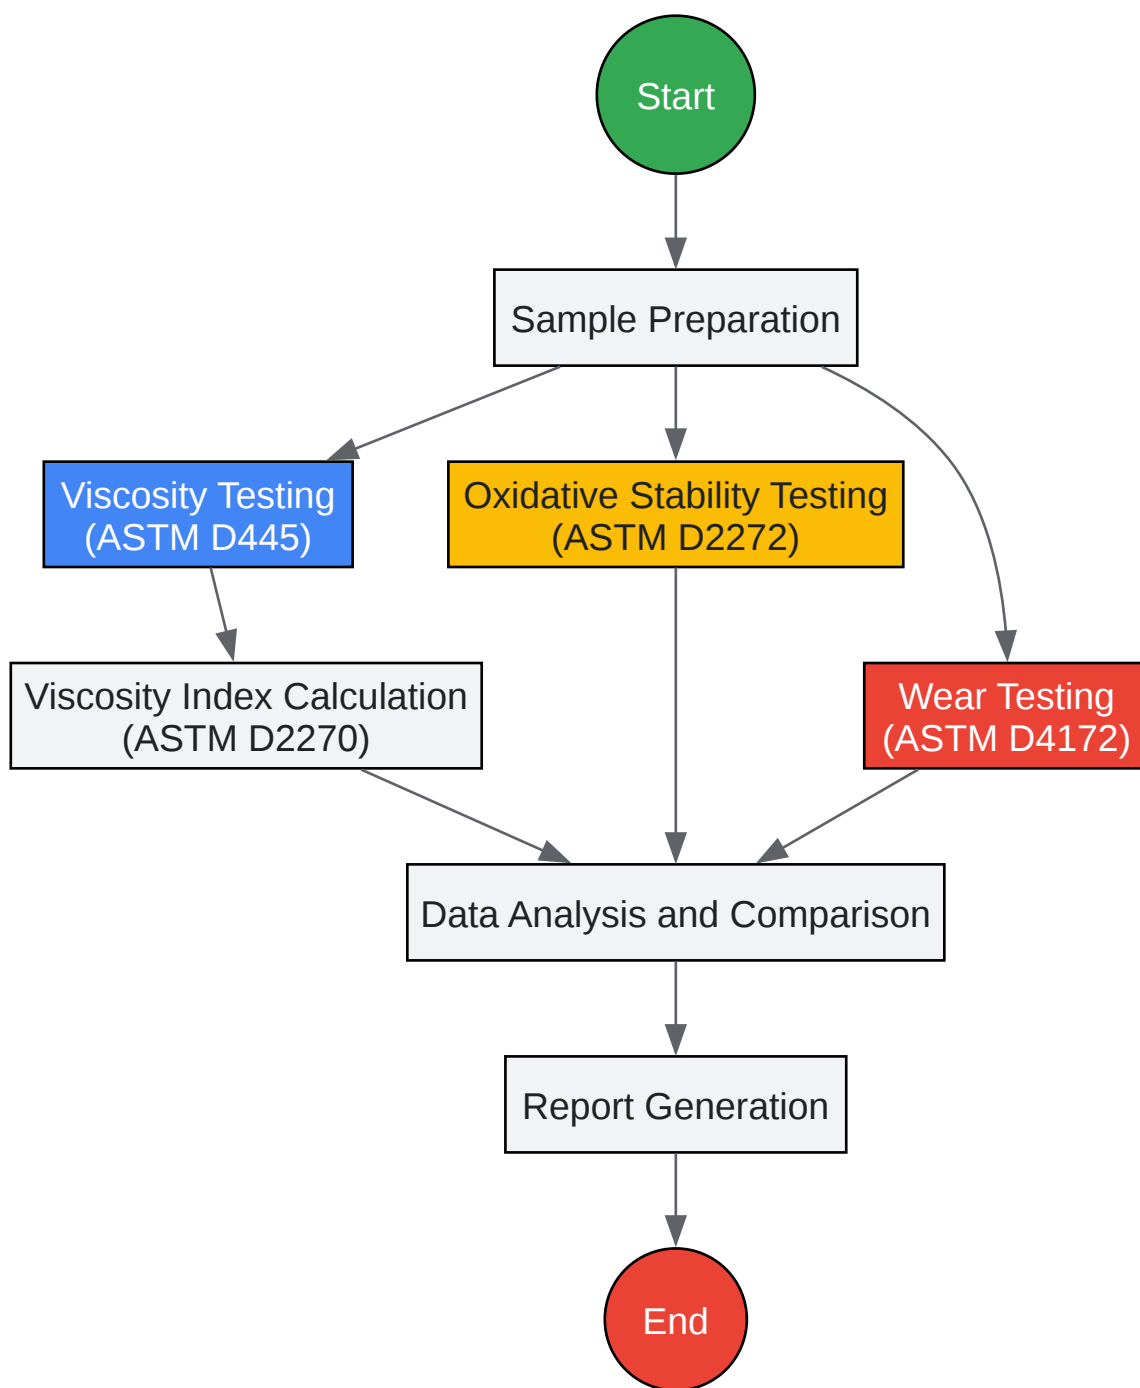 Start
Sample Preparation
Viscosity Testing
(ASTM D445)
Oxidative Stability Testing
(ASTM D2272)
Viscosity Index Calculation
(ASTM D2270)
Wear Testing
(ASTM D4172)
Data Analysis and Comparison
Report Generation
End